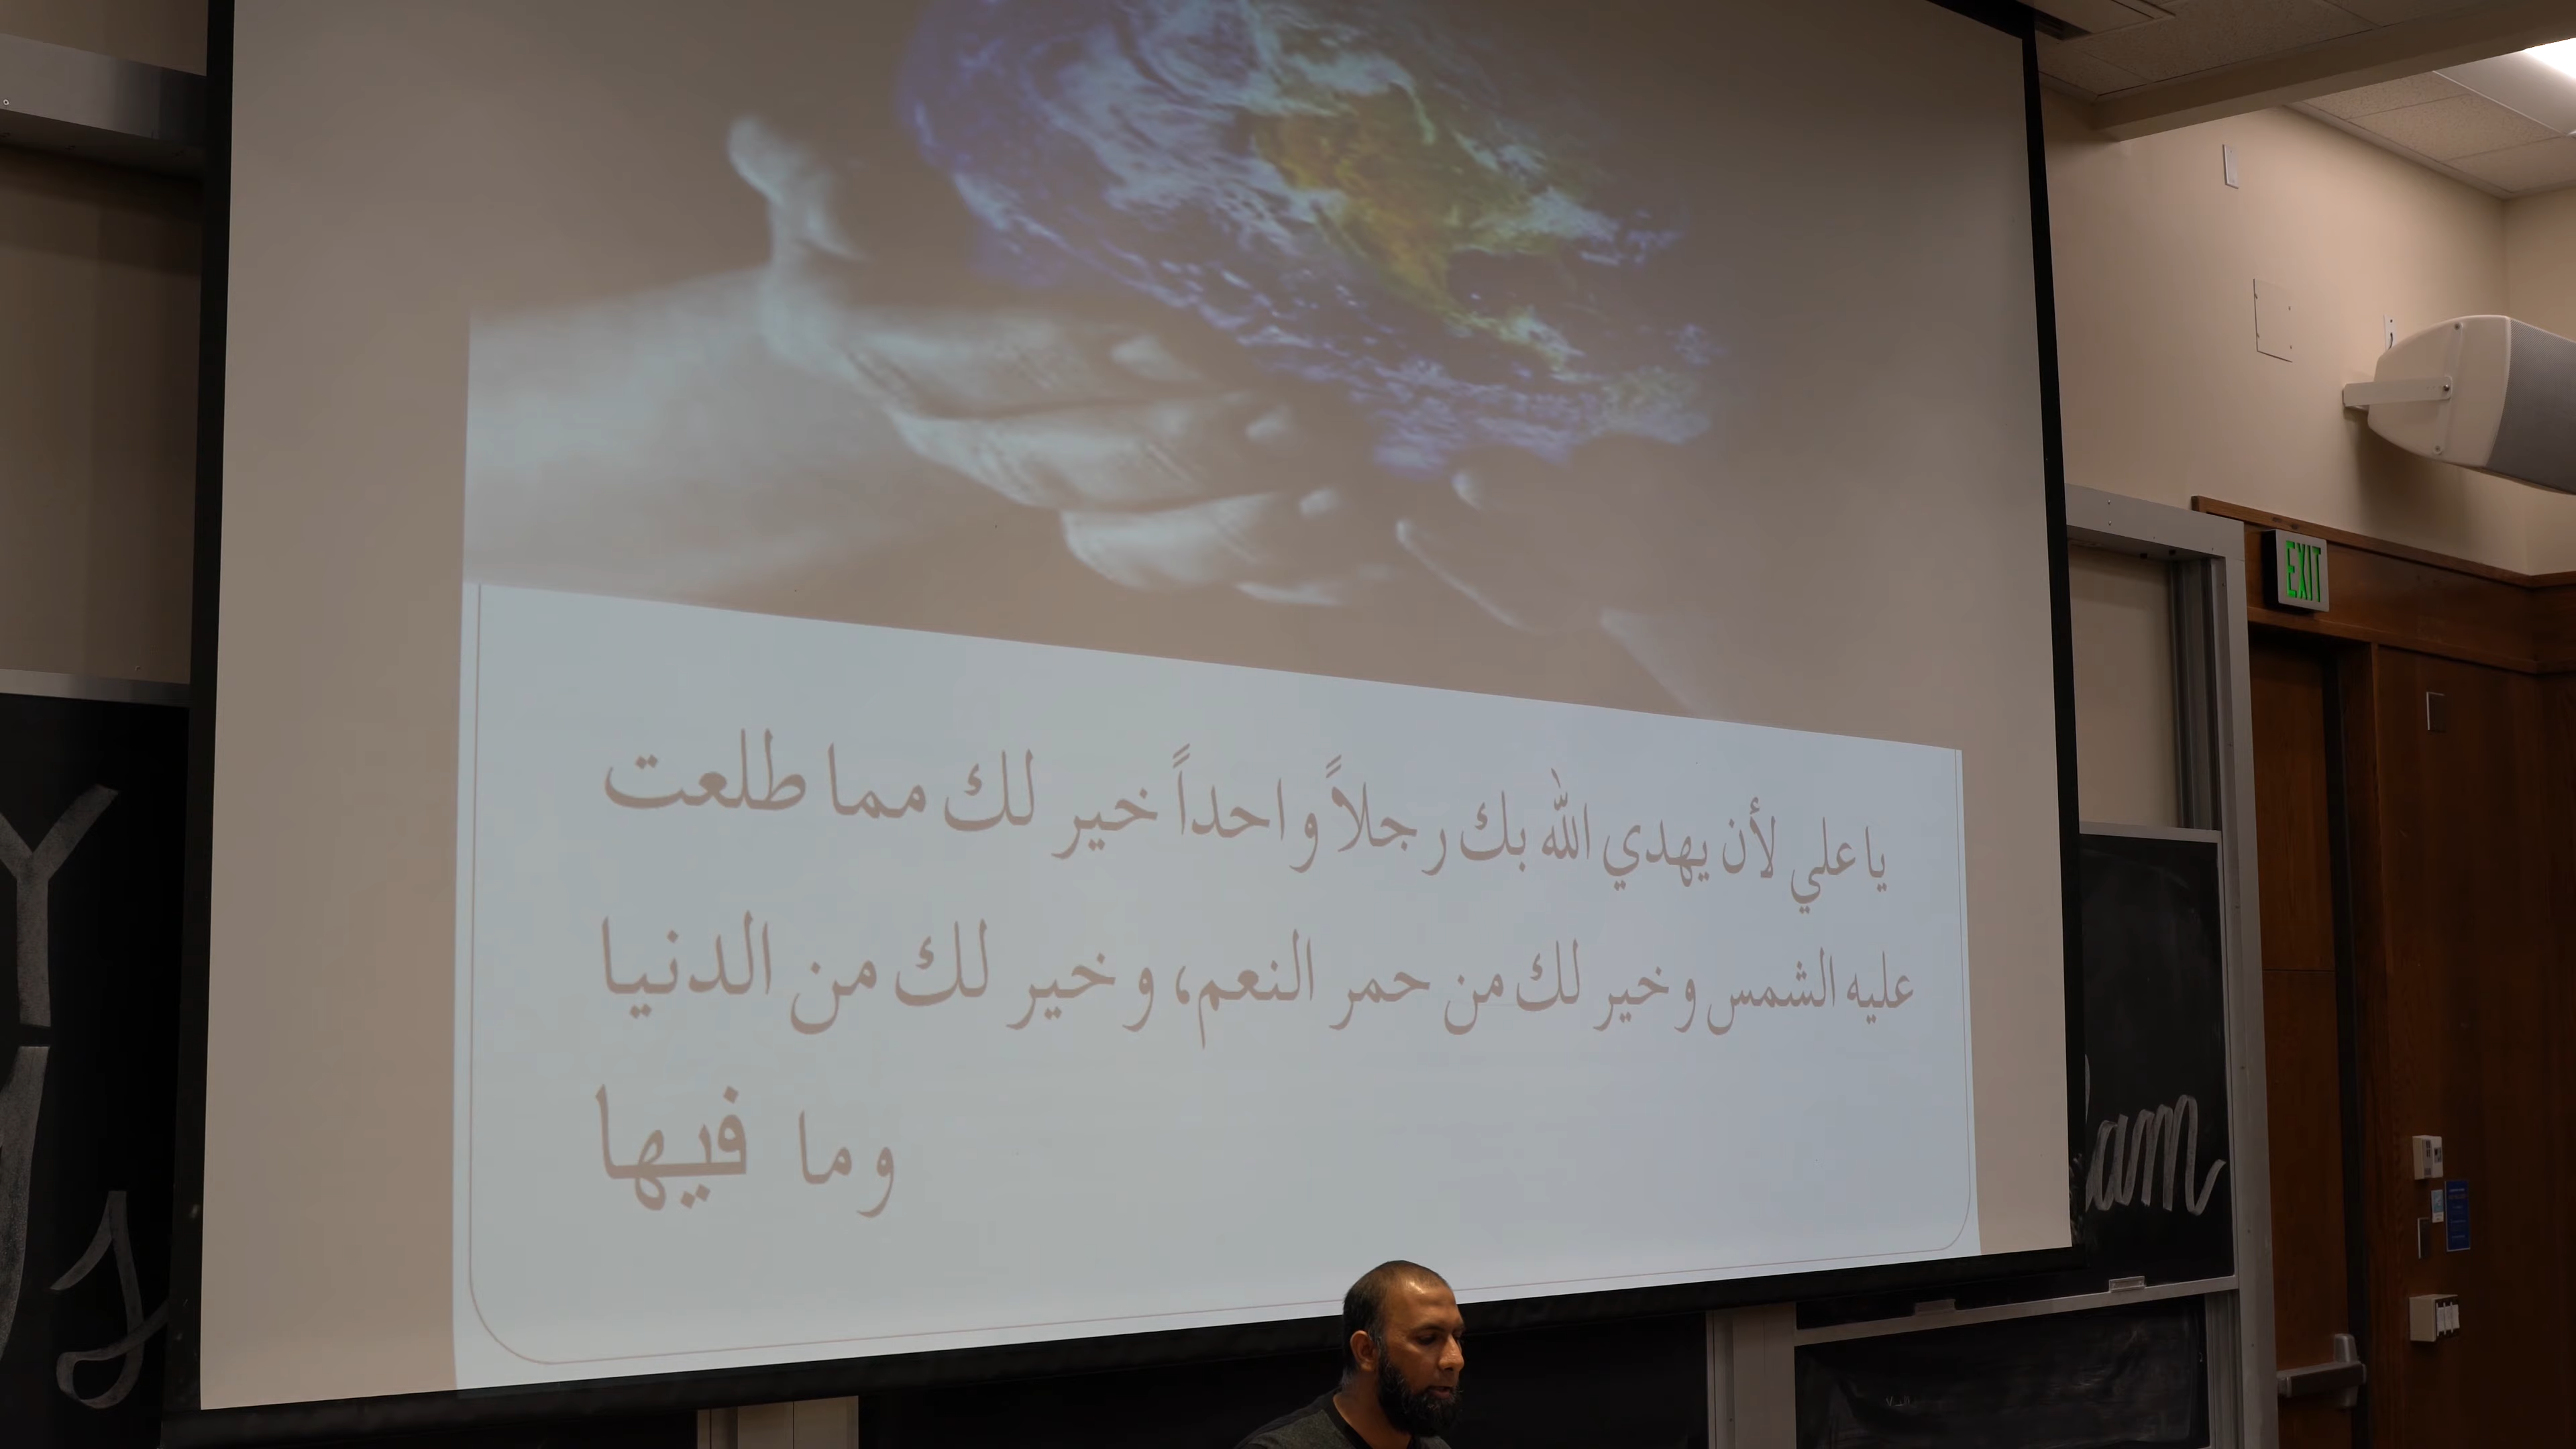 يا علي لأن يهدي الله بك رجلاً واحداً خير لك مما طلعت
عليه الشمس وخير لك من حمر النعم، وخير لك من الدنيا
وما فيها
EXIT